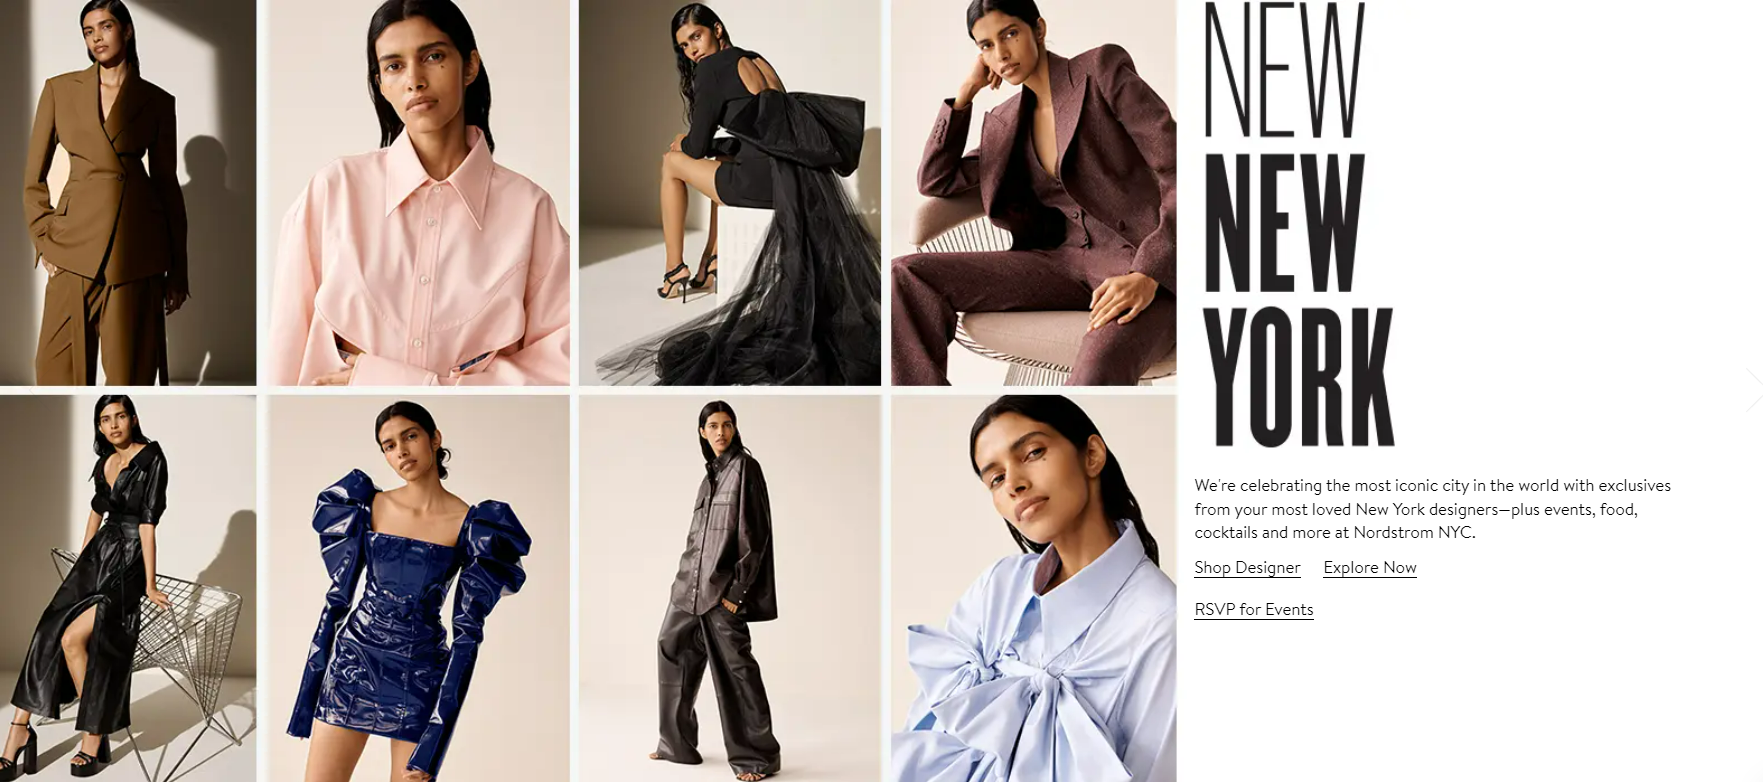 NEW
NEW
YORK
We're celebrating the most iconic city in the world with exclusives
from your most loved New York designers—plus events, food,
cocktails and more at Nordstrom NYC.
Shop Designer Explore Now
RSVP for Events